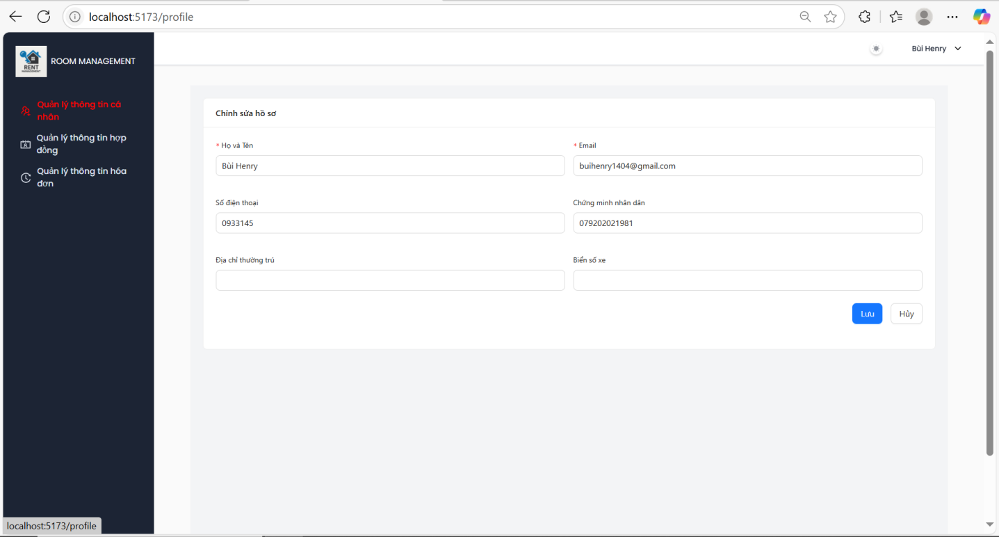 localhost:5173/profile
RENT
MANAGEMENT
ROOM MANAGEMENT
Bùi Henry
Quản lý thông tin cá
nhân
Quản lý thông tin hợp
đồng
Quản lý thông tin hóa
đơn
Chỉnh sửa hồ sơ
* Họ và Tên
* Email
Bùi Henry
buihenry1404@gmail.com
Số điện thoại
Chứng minh nhân dân
0933145
079202021981
Địa chỉ thường trú
Biển số xe
Lưu
Hủy
localhost:5173/profile